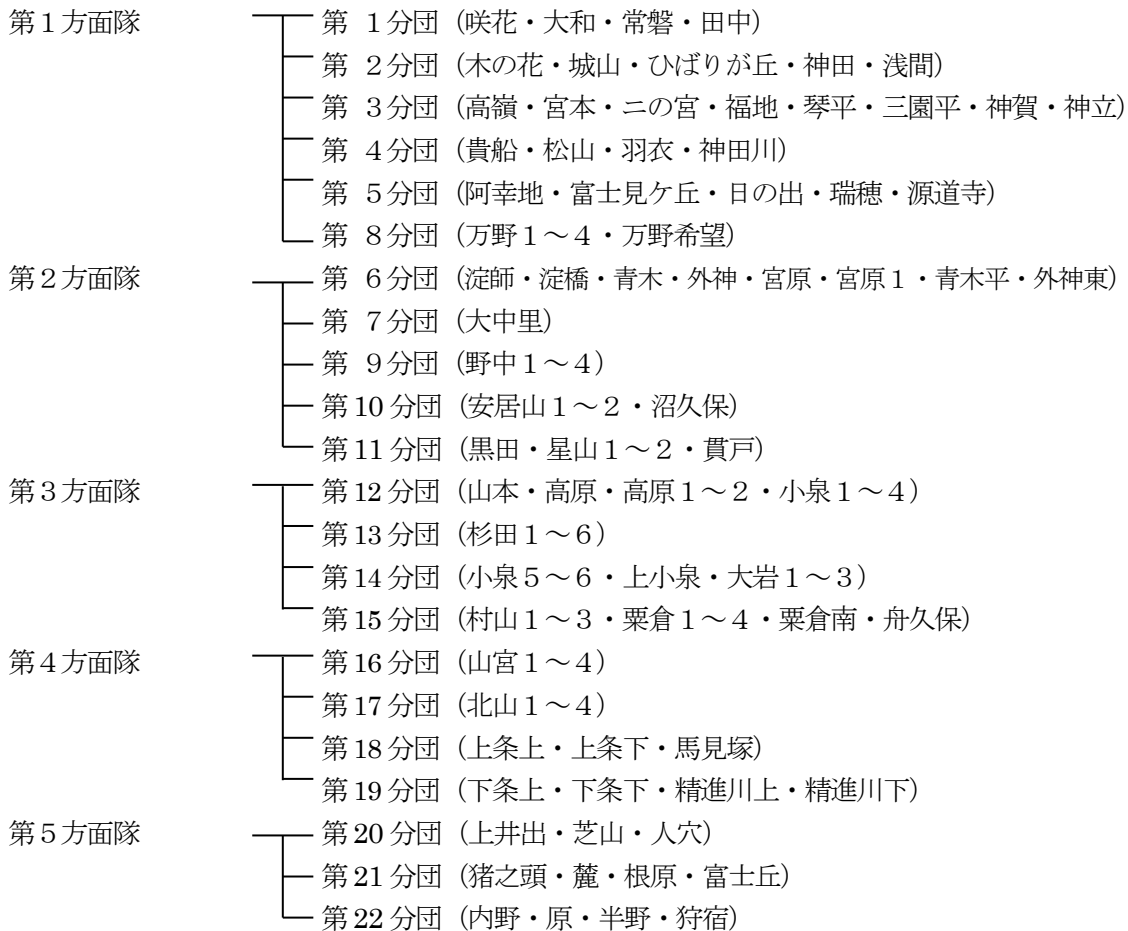 第１方面隊 第 1分団（咲花・大和・常磐・田中）
第 2分団（木の花・城山・ひばりが丘・神田・浅間）
第 3分団（高嶺・宮本・ニの宮・福地・琴平・三園平・神賀・神立）
第 4分団（貴船・松山・羽衣・神田川）
第 5分団（阿幸地・富士見ケ丘・日の出・瑞穂・源道寺）
第 8分団（万野１～４・万野希望）
第２方面隊 第 6分団（淀師・淀橋・青木・外神・宮原・宮原１・青木平・外神東）
第 7分団（大中里）
第 9分団（野中１～４）
第10分団（安居山１～２・沼久保）
第11分団（黒田・星山１～２・貫戸）
第３方面隊 第12分団（山本・高原・高原１～２・小泉１～４）
第13分団（杉田１～６）
第14分団（小泉５～６・上小泉・大岩１～３）
第15分団（村山１～３・粟倉１～４・粟倉南・舟久保）
第４方面隊 第16分団（山宮１～４）
第17分団（北山１～４）
第18分団（上条上・上条下・馬見塚）
第19分団（下条上・下条下・精進川上・精進川下）
第５方面隊 第20分団（上井出・芝山・人穴）
第21分団（猪之頭・麓・根原・富士丘）
第22分団（内野・原・半野・狩宿）